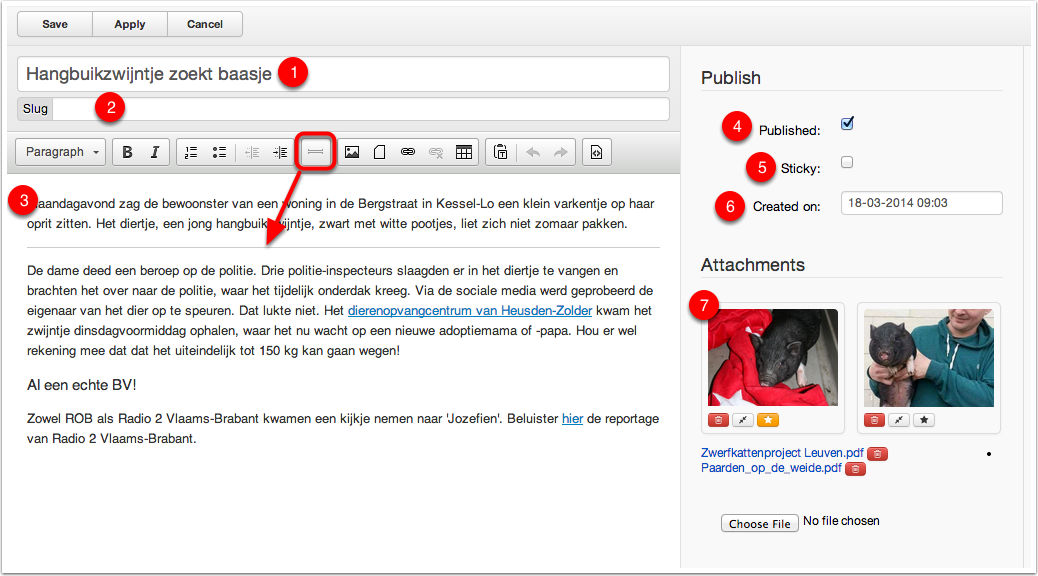 Save Apply Cancel
Hangbuikzwijntje zoekt baasje 1
Slug 2
Paragraph B I
3 aandagavond zag de bewoonster van een woning in de Bergstraat in Kessel-Lo een klein varkentje op haar
oprit zitten. Het diertje, een jong hangbuikzwijntje, zwart met witte pootjes, liet zich niet zomaar pakken.
De dame deed een beroep op de politie. Drie politie-inspecteurs slaagden er in het diertje te vangen en
brachten het over naar de politie, waar het tijdelijk onderdak kreeg. Via de sociale media werd geprobeerd de
eigenaar van het dier op te speuren. Dat lukte niet. Het dierenopvangcentrum van Heusden-Zolder kwam het
zwijntje dinsdagvoormiddag ophalen, waar het nu wacht op een nieuwe adoptiemama of -papa. Hou er wel
rekening mee dat dat het uiteindelijk tot 150 kg kan gaan wegen!
Al een echte BV!
Zowel ROB als Radio 2 Vlaams-Brabant kwamen een kijkje nemen naar 'Jozefien'. Beluister hier de reportage
van Radio 2 Vlaams-Brabant.
Publish
4 Published:
5 Sticky:
6 Created on: 18-03-2014 09:03
Attachments
7
Zwerfkattenproject Leuven.pdf
Paarden_op_de_weide.pdf
Choose File No file chosen